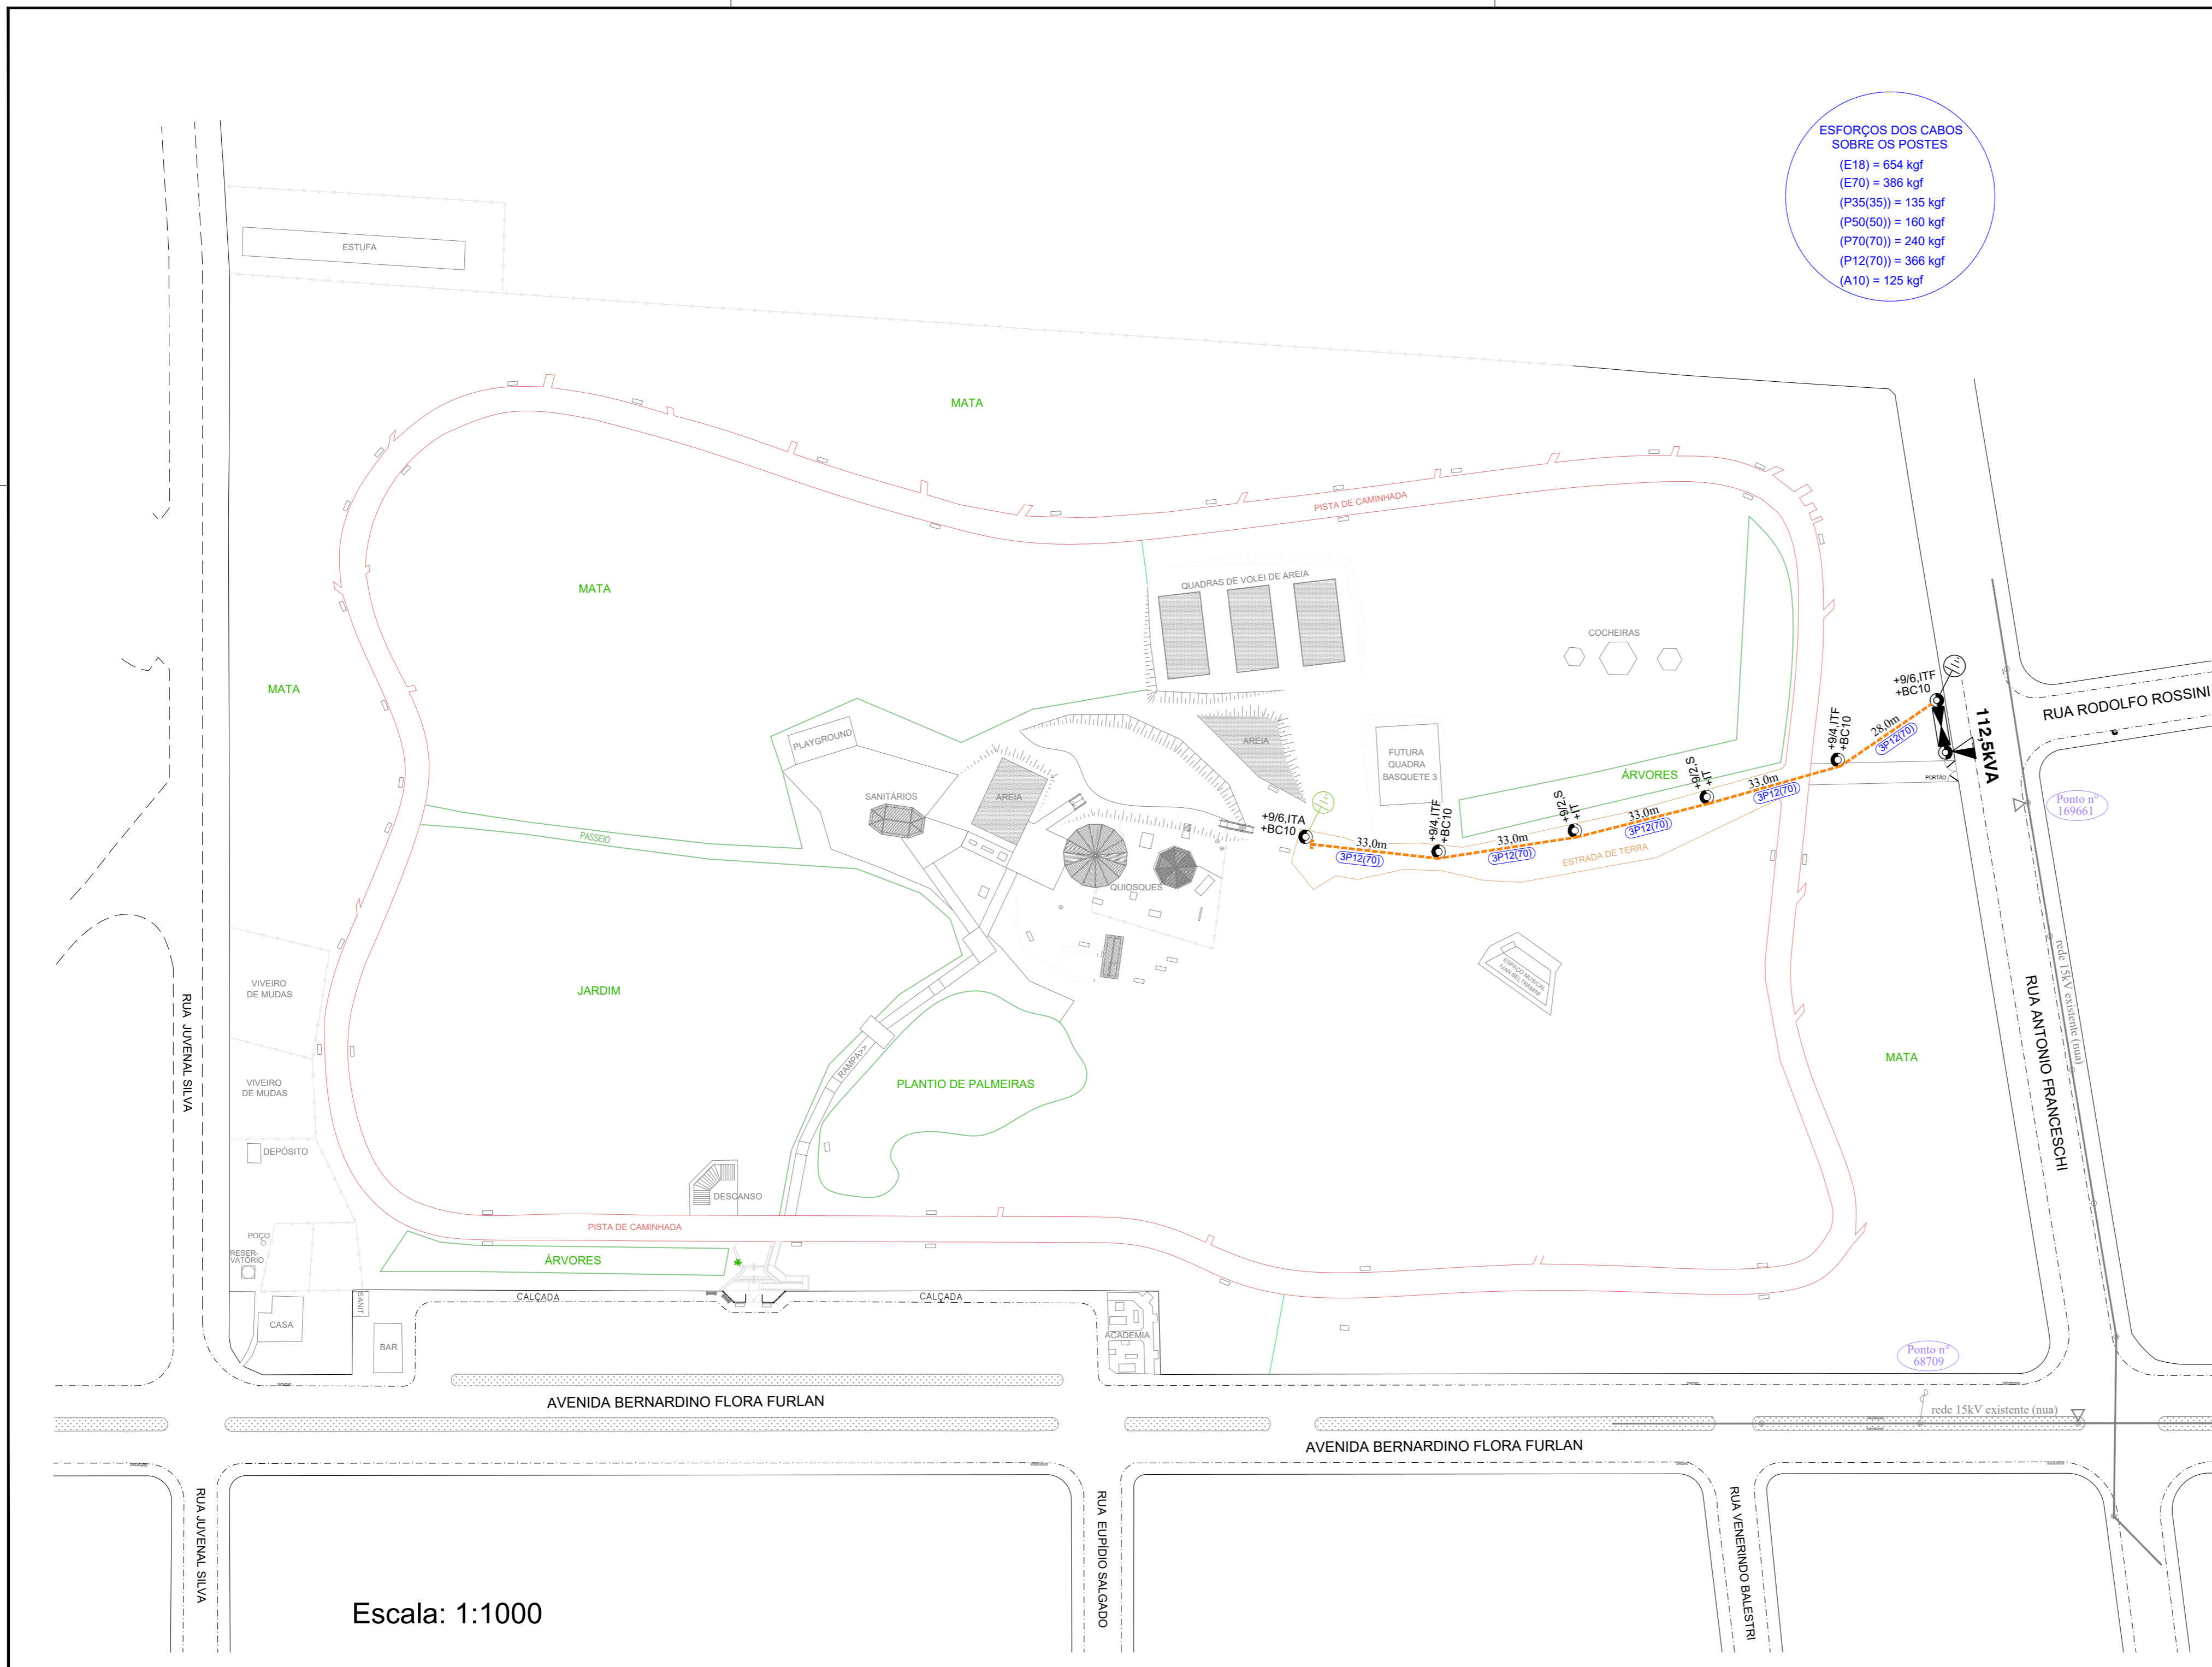 ESFORÇOS DOS CABOS
SOBRE OS POSTES
(E18) = 654 kgf
(E70) = 386 kgf
(P35(35)) = 135 kgf
(P50(50)) = 160 kgf
(P70(70)) = 240 kgf
(P12(70)) = 366 kgf
(A10) = 125 kgf
ESTUFA
MATA
PISTA DE CAMINHADA
QUADRAS DE VOLEI DE AREIA
MATA
COCHEIRAS
MATA
+9/6,ITF
+BC10
RUA RODOLFO ROSSINI
112,5kVA
28,0m
3P12(70)
+9/4,ITF
+BC10
PORTÃO
PLAYGROUND
AREIA
FUTURA
QUADRA
BASQUETE 3
ÁRVORES
+9/2,S
+IT
33,0m
3P12(70)
+9/2,S
+IT
33,0m
3P12(70)
Ponto n°
169661
SANITÁRIOS
AREIA
+9/6,ITA
+BC10
33,0m
3P12(70)
+9/4,ITF
+BC10
33,0m
3P12(70)
ESTRADA DE TERRA
PASSEIO
QUIOSQUES
ESPAÇO MUSICAL
IVAN BELTRAMINI
VIVEIRO
DE MUDAS
JARDIM
RUA JUVENAL SILVA
rede 15kV existente (nua)
RUA ANTONIO FRANCESCHI
RAMPA>>
MATA
VIVEIRO
DE MUDAS
PLANTIO DE PALMEIRAS
DEPÓSITO
DESCANSO
PISTA DE CAMINHADA
POÇO
RESER-
VATÓRIO
ÁRVORES
SANIT
CALÇADA
CALÇADA
CASA
BAR
ACADEMIA
Ponto n°
68709
AVENIDA BERNARDINO FLORA FURLAN
rede 15kV existente (nua)
AVENIDA BERNARDINO FLORA FURLAN
RUA JUVENAL SILVA
RUA EUPÍDIO SALGADO
RUA VENERINDO BALESTRI
Escala: 1:1000